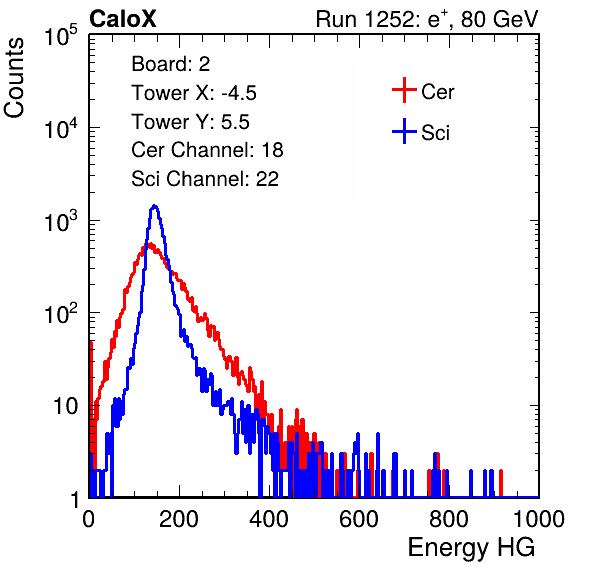 CaloX Run 1252: e⁺, 80 GeV
Counts
Board: 2
Tower X: -4.5
Tower Y: 5.5
Cer Channel: 18
Sci Channel: 22
Cer
Sci
10⁵
10⁴
10³
10²
10
1
0 200 400 600 800 1000
Energy HG